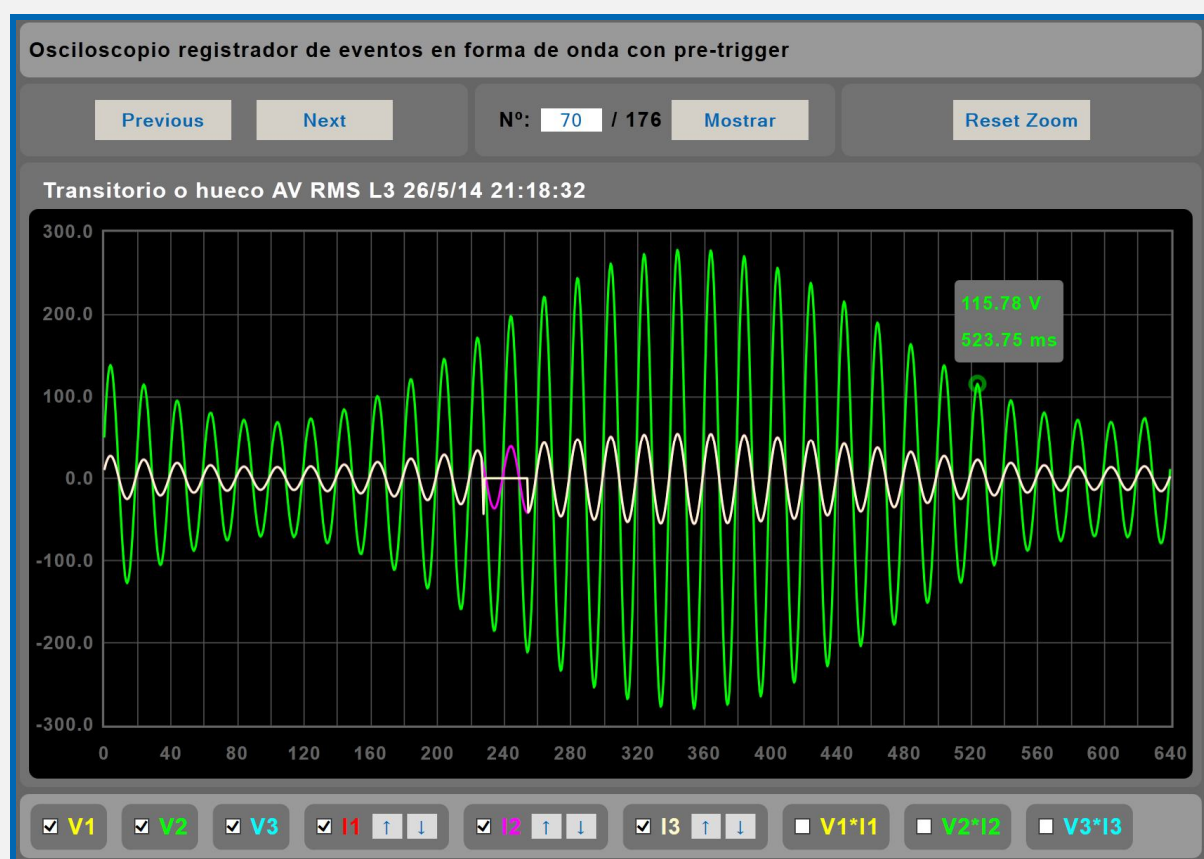 Osciloscopio registrador de eventos en forma de onda con pre-trigger
Previous Next Nº: 70 / 176 Mostrar Reset Zoom
Transitorio o hueco AV RMS L3 26/5/14 21:18:32
300.0
200.0
100.0
0.0
-100.0
-200.0
-300.0
115.78 V
523.75 ms
0 40 80 120 160 200 240 280 320 360 400 440 480 520 560 600 640
V1 V2 V3 I1 ↑ ↓ I2 ↑ ↓ I3 ↑ ↓ V1*I1 V2*I2 V3*I3